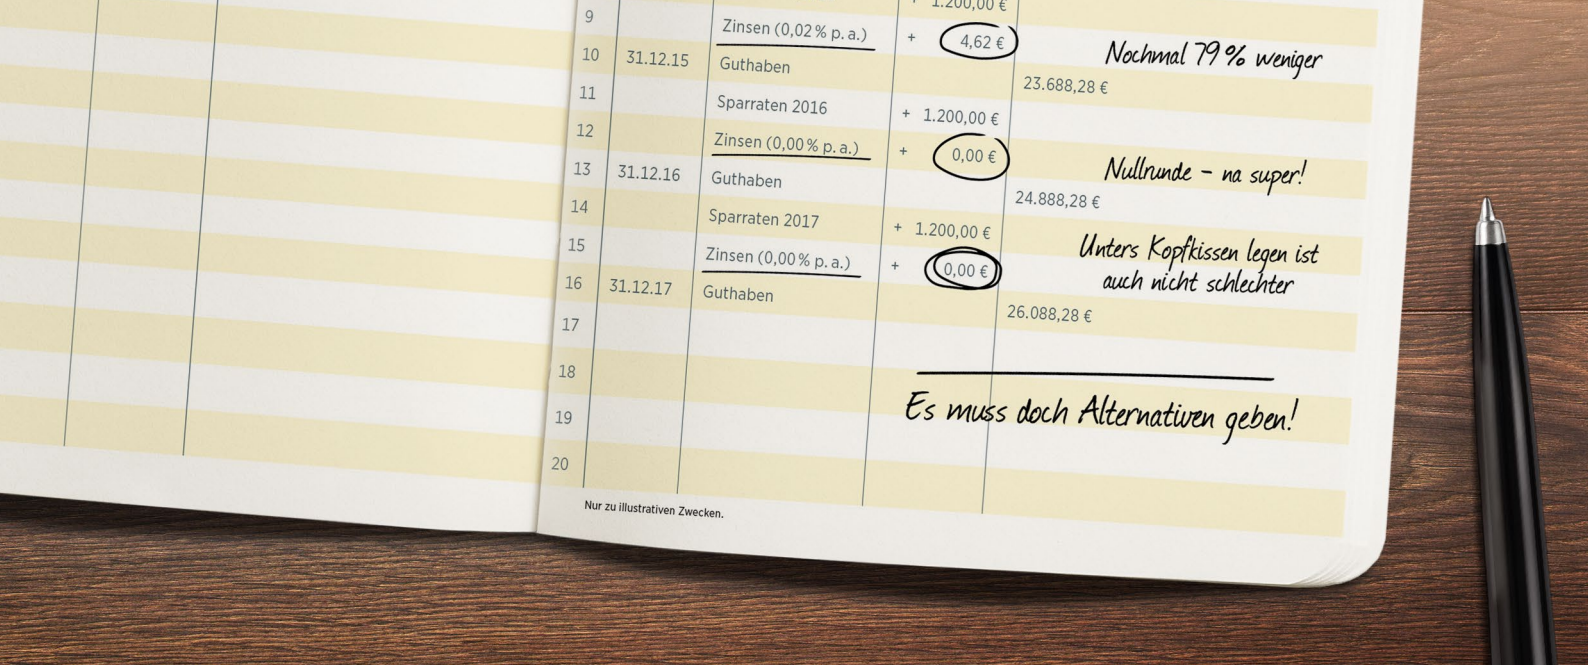 + 1.200,00 €
9 Zinsen (0,02 % p. a.) + 4,62 € Nochmal 79 % weniger
10 31.12.15 Guthaben 23.688,28 €
11 Sparraten 2016 + 1.200,00 €
12 Zinsen (0,00 % p. a.) + 0,00 € Nullrunde – na super!
13 31.12.16 Guthaben 24.888,28 €
14 Sparraten 2017 + 1.200,00 €
15 Zinsen (0,00 % p. a.) + 0,00 € Unters Kopfkissen legen ist
auch nicht schlechter
16 31.12.17 Guthaben 26.088,28 €
17
18
Es muss doch Alternativen geben!
19
20
Nur zu illustrativen Zwecken.